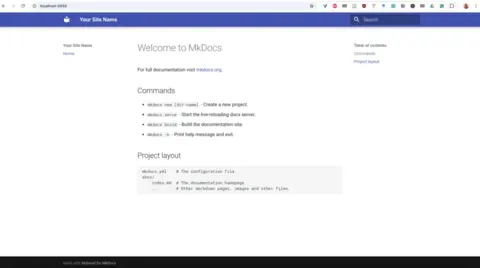 localhost:8000
Your Site Name
Search
Your Site Name
Home
Welcome to MkDocs
For full documentation visit mkdocs.org.
Commands
mkdocs new [dir-name] - Create a new project.
mkdocs serve - Start the live-reloading docs server.
mkdocs build - Build the documentation site.
mkdocs -h - Print help message and exit.
Project layout
mkdocs.yml # The configuration file.
docs/
index.md # The documentation homepage.
... # Other markdown pages, images and other files.
Table of contents
Commands
Project layout
Made with Material for MkDocs